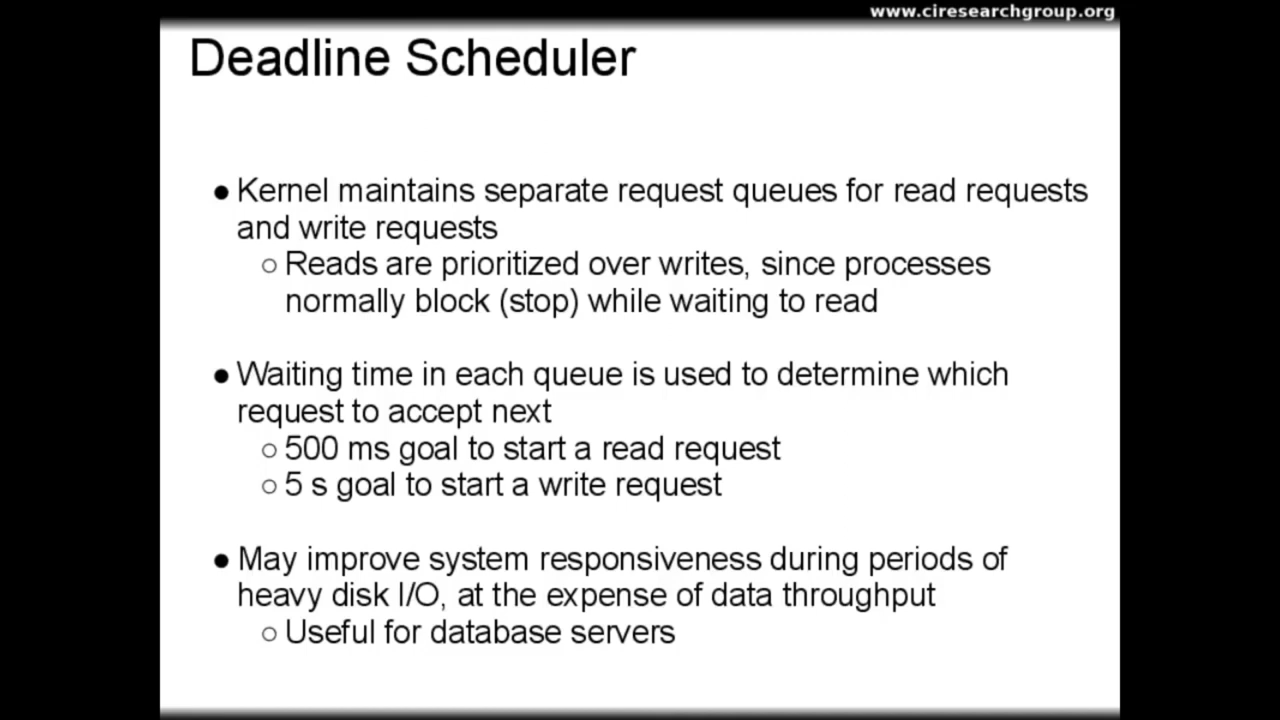 www.ciresearchgroup.org
Deadline Scheduler
● Kernel maintains separate request queues for read requests
and write requests
○ Reads are prioritized over writes, since processes
normally block (stop) while waiting to read
● Waiting time in each queue is used to determine which
request to accept next
○ 500 ms goal to start a read request
○ 5 s goal to start a write request
● May improve system responsiveness during periods of
heavy disk I/O, at the expense of data throughput
○ Useful for database servers